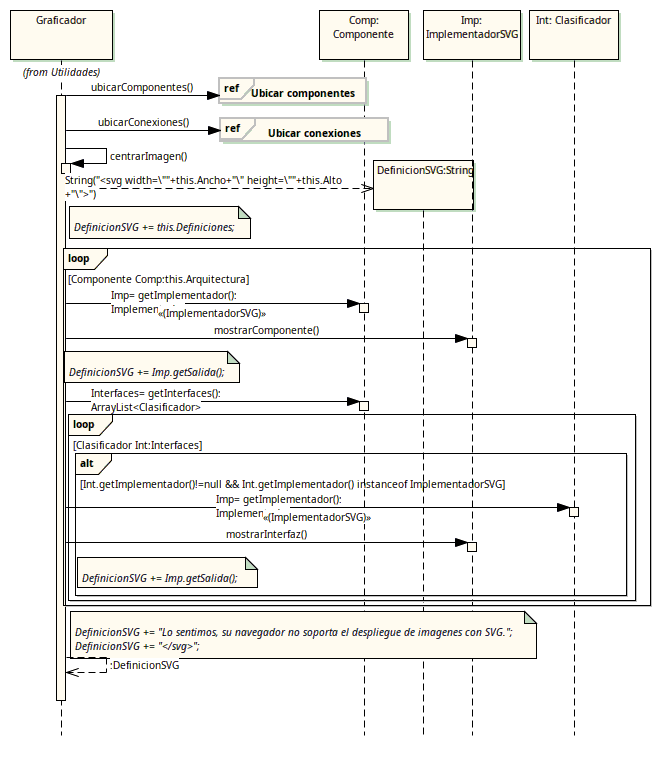 Graficador
Comp:
Componente
Imp:
ImplementadorSVG
Int: Clasificador
(from Utilidades)
ubicarComponentes()
ref
Ubicar componentes
ubicarConexiones()
ref
Ubicar conexiones
centrarImagen()
String("<svg width=\""+this.Ancho+"\" height=\""+this.Alto
+"\">")
DefinicionSVG:String
DefinicionSVG += this.Definiciones;
loop
[Componente Comp:this.Arquitectura]
Imp= getImplementador():
Implemen
«(ImplementadorSVG)»
mostrarComponente()
DefinicionSVG += Imp.getSalida();
Interfaces= getInterfaces():
ArrayList<Clasificador>
loop
[Clasificador Int:Interfaces]
alt
[Int.getImplementador()!=null && Int.getImplementador() instanceof ImplementadorSVG]
Imp= getImplementador():
Implemen
«(ImplementadorSVG)»
mostrarInterfaz()
DefinicionSVG += Imp.getSalida();
DefinicionSVG += "Lo sentimos, su navegador no soporta el despliegue de imagenes con SVG.";
DefinicionSVG += "</svg>";
:DefinicionSVG